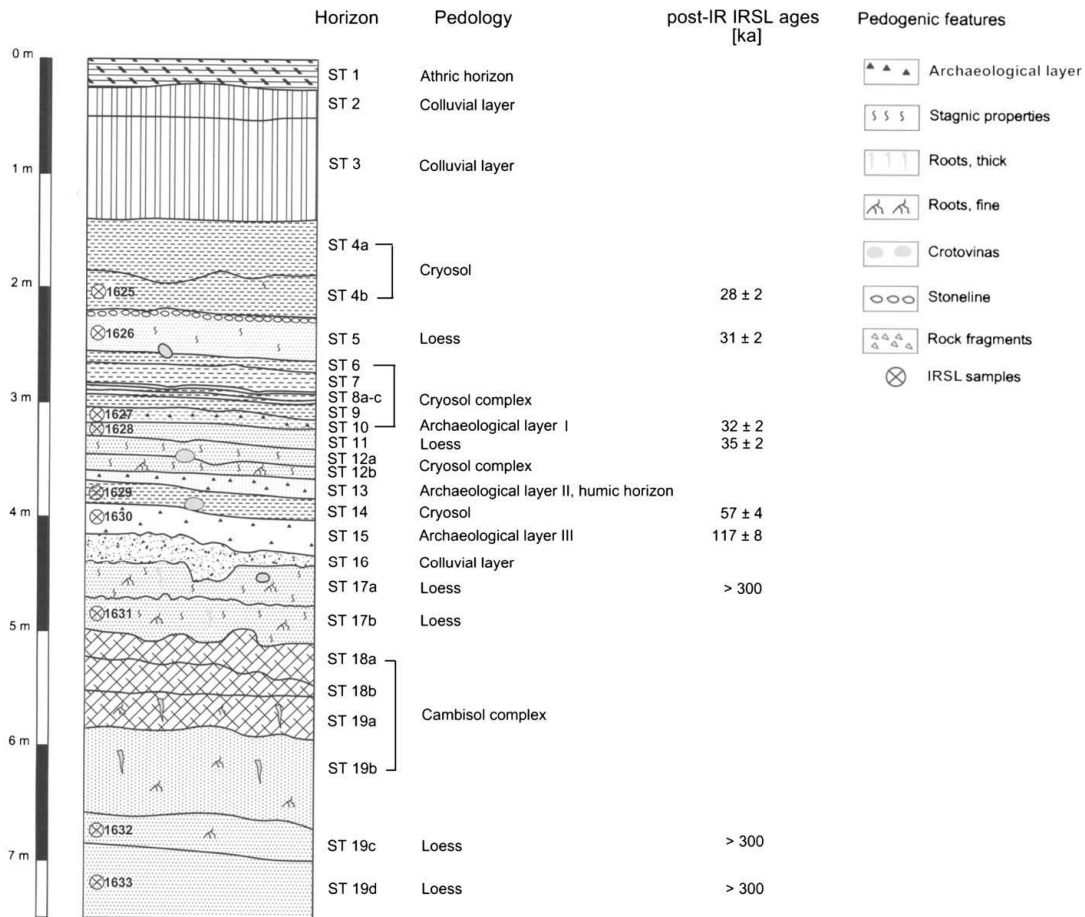 Horizon Pedology post-IR IRSL ages Pedogenic features
[ka]
0 m
ST 1 Athric horizon
Archaeological layer
ST 2 Colluvial layer
Stagnic properties
1 m
ST 3 Colluvial layer
Roots, thick
Roots, fine
ST 4a
Cryosol
Crotovinas
2 m
1625 ST 4b 28 ± 2
Stoneline
1626 ST 5 Loess 31 ± 2
Rock fragments
ST 6
IRSL samples
ST 7
3 m
ST 8a-c
Cryosol complex
1627 ST 9
1628 ST 10 Archaeological layer I 32 ± 2
ST 11 Loess 35 ± 2
ST 12a
Cryosol complex
ST 12b
1629 ST 13 Archaeological layer II, humic horizon
4 m
1630 ST 14 Cryosol 57 ± 4
ST 15 Archaeological layer III 117 ± 8
ST 16 Colluvial layer
ST 17a Loess > 300
1631 ST 17b Loess
5 m
ST 18a
ST 18b
ST 19a Cambisol complex
6 m
ST 19b
1632
ST 19c Loess > 300
7 m
1633 ST 19d Loess > 300